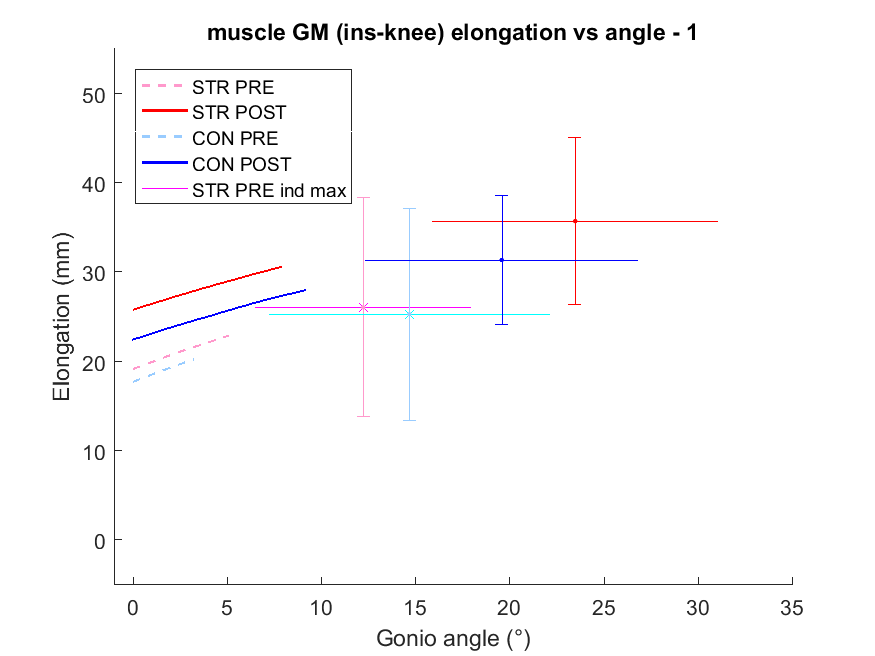 muscle GM (ins-knee) elongation vs angle - 1
STR PRE
STR POST
CON PRE
CON POST
STR PRE ind max
Elongation (mm)
50
40
30
20
10
0
0 5 10 15 20 25 30 35
Gonio angle (°)